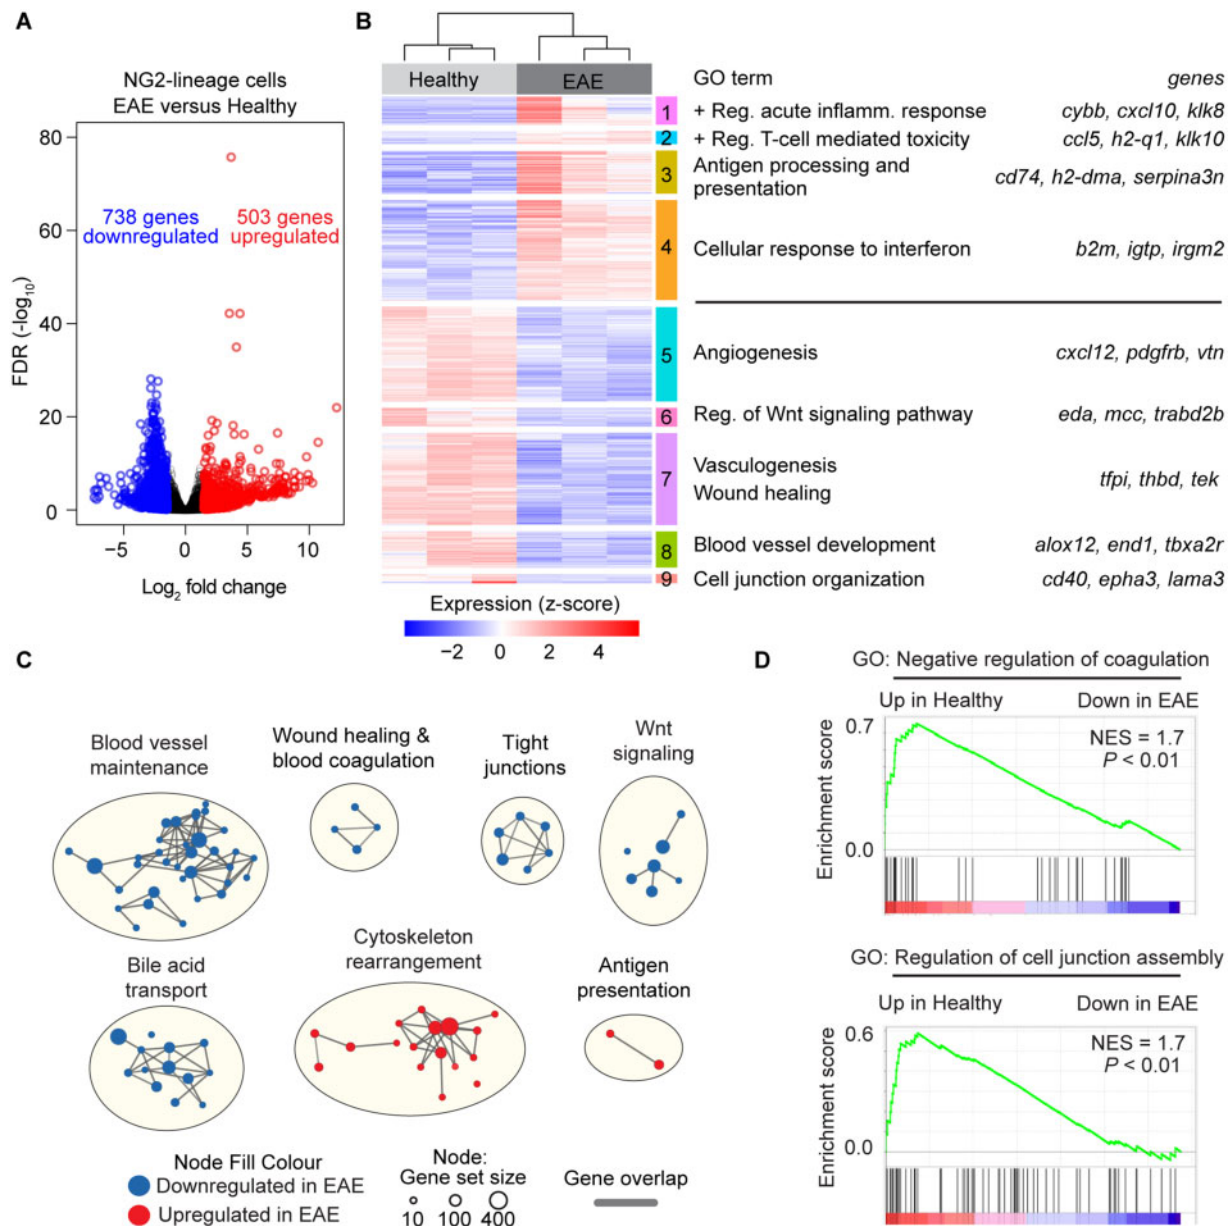 A
NG2-lineage cells
EAE versus Healthy
80
60
40
20
0
FDR (-log10)
738 genes
downregulated
503 genes
upregulated
−5
0
5
10
Log2 fold change
B
Healthy
EAE
GO term
genes
1
+ Reg. acute inflamm. response
cybb, cxcl10, klk8
2
+ Reg. T-cell mediated toxicity
ccl5, h2-q1, klk10
3
Antigen processing and
presentation
cd74, h2-dma, serpina3n
4
Cellular response to interferon
b2m, igtp, irgm2
5
Angiogenesis
cxcl12, pdgfrb, vtn
6
Reg. of Wnt signaling pathway
eda, mcc, trabd2b
7
Vasculogenesis
Wound healing
tfpi, thbd, tek
8
Blood vessel development
alox12, end1, tbxa2r
9
Cell junction organization
cd40, epha3, lama3
Expression (z-score)
−2
0
2
4
C
Blood vessel
maintenance
Wound healing &
blood coagulation
Tight
junctions
Wnt
signaling
Bile acid
transport
Cytoskeleton
rearrangement
Antigen
presentation
Node Fill Colour
Downregulated in EAE
Upregulated in EAE
Node:
Gene set size
10 100 400
Gene overlap
D
GO: Negative regulation of coagulation
Up in Healthy
Down in EAE
0.7
0.0
Enrichment score
NES = 1.7
P < 0.01
GO: Regulation of cell junction assembly
Up in Healthy
Down in EAE
0.6
0.0
Enrichment score
NES = 1.7
P < 0.01